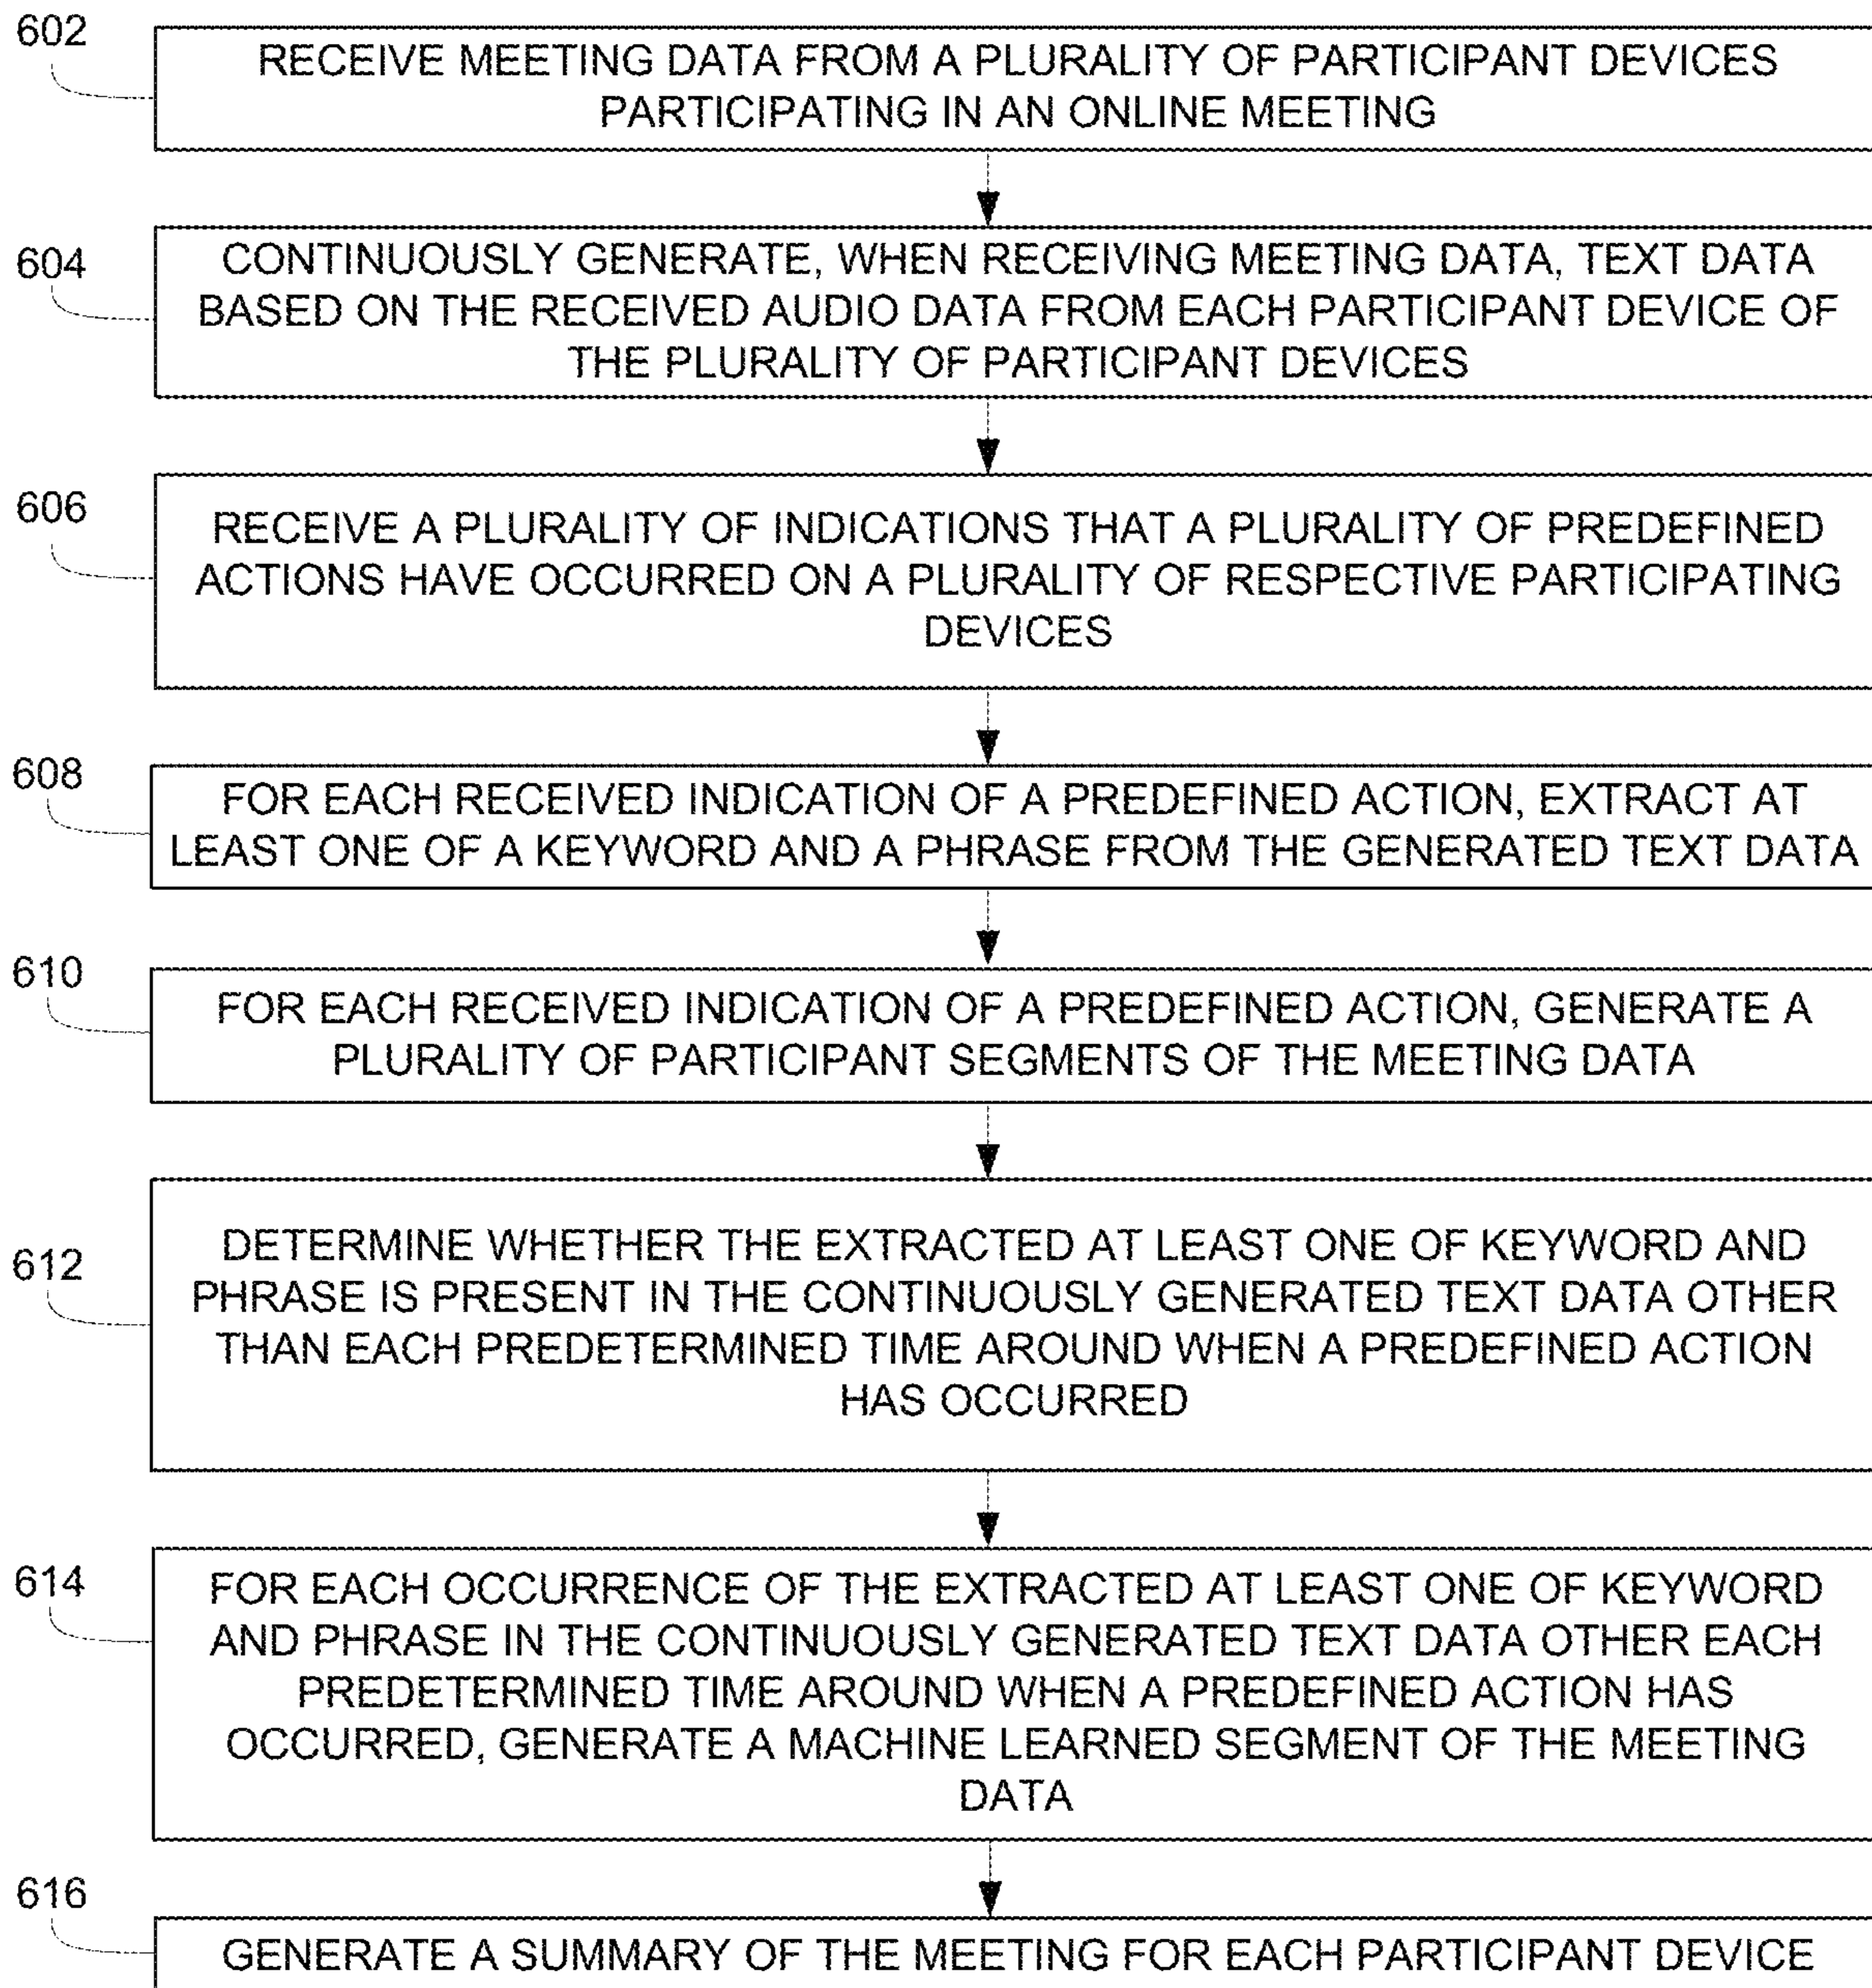 602
RECEIVE MEETING DATA FROM A PLURALITY OF PARTICIPANT DEVICES
PARTICIPATING IN AN ONLINE MEETING
604
CONTINUOUSLY GENERATE, WHEN RECEIVING MEETING DATA, TEXT DATA
BASED ON THE RECEIVED AUDIO DATA FROM EACH PARTICIPANT DEVICE OF
THE PLURALITY OF PARTICIPANT DEVICES
606
RECEIVE A PLURALITY OF INDICATIONS THAT A PLURALITY OF PREDEFINED
ACTIONS HAVE OCCURRED ON A PLURALITY OF RESPECTIVE PARTICIPATING
DEVICES
608
FOR EACH RECEIVED INDICATION OF A PREDEFINED ACTION, EXTRACT AT
LEAST ONE OF A KEYWORD AND A PHRASE FROM THE GENERATED TEXT DATA
610
FOR EACH RECEIVED INDICATION OF A PREDEFINED ACTION, GENERATE A
PLURALITY OF PARTICIPANT SEGMENTS OF THE MEETING DATA
612
DETERMINE WHETHER THE EXTRACTED AT LEAST ONE OF KEYWORD AND
PHRASE IS PRESENT IN THE CONTINUOUSLY GENERATED TEXT DATA OTHER
THAN EACH PREDETERMINED TIME AROUND WHEN A PREDEFINED ACTION
HAS OCCURRED
614
FOR EACH OCCURRENCE OF THE EXTRACTED AT LEAST ONE OF KEYWORD
AND PHRASE IN THE CONTINUOUSLY GENERATED TEXT DATA OTHER EACH
PREDETERMINED TIME AROUND WHEN A PREDEFINED ACTION HAS
OCCURRED, GENERATE A MACHINE LEARNED SEGMENT OF THE MEETING
DATA
616
GENERATE A SUMMARY OF THE MEETING FOR EACH PARTICIPANT DEVICE